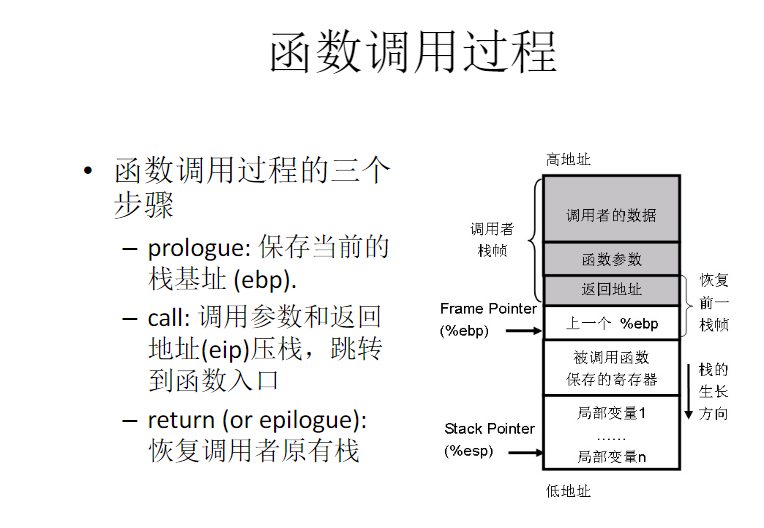 函数调用过程
• 函数调用过程的三个
步骤
– prologue: 保存当前的
栈基址 (ebp).
– call: 调用参数和返回
地址(eip)压栈，跳转
到函数入口
– return (or epilogue):
恢复调用者原有栈
高地址
调用者的数据
调用者
栈帧
函数参数
返回地址
恢复
前一
栈帧
Frame Pointer
(%ebp)
上一个 %ebp
被调用函数
保存的寄存器
栈的
生长
方向
局部变量1
……
局部变量n
Stack Pointer
(%esp)
低地址